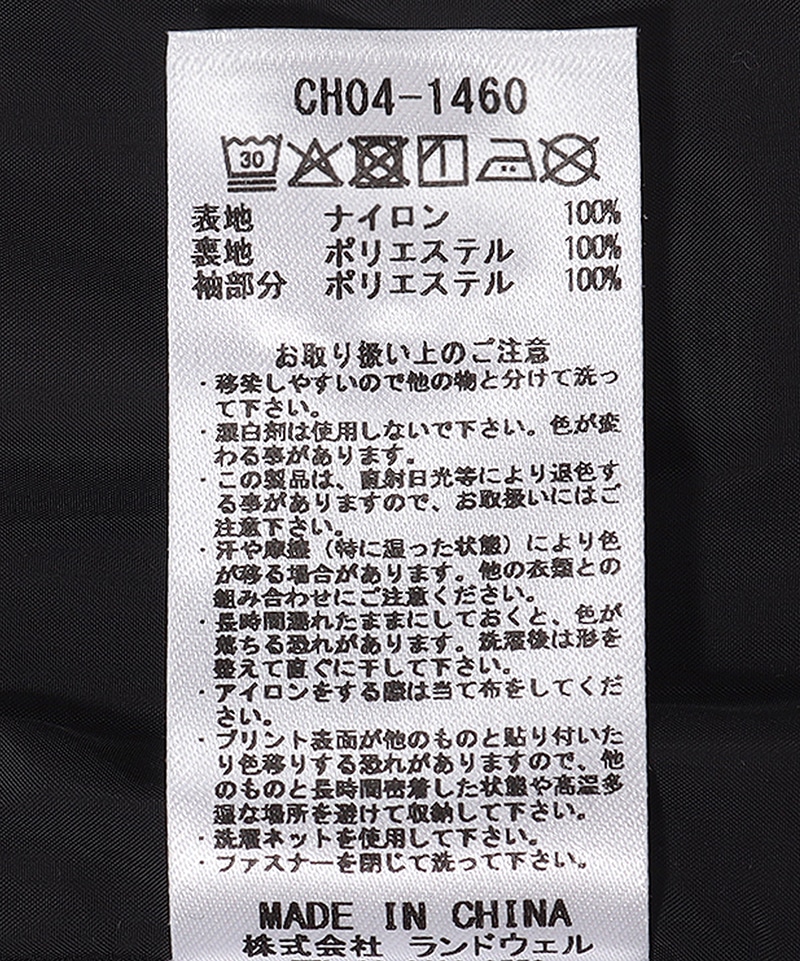 CH04-1460
30
表地 ナイロン 100%
裏地 ポリエステル 100%
袖部分 ポリエステル 100%
お取り扱い上のご注意
・移染しやすいので他の物と分けて洗っ
て下さい。
・漂白剤は使用しないで下さい。色が変
わる事があります。
・この製品は、直射日光等により退色す
る事がありますので、お取扱いにはご
注意下さい。
・汗や摩擦（特に湿った状態）により色
が移る場合があります。他の衣類との
組み合わせにご注意ください。
・長時間濡れたままにしておくと、色が
落ちる恐れがあります。洗濯後は形を
整えて直ぐに干して下さい。
・アイロンをする際は当て布をしてくだ
さい。
・プリント表面が他のものと貼り付いた
り色移りする恐れがありますので、他
のものと長時間密着した状態や高温多
湿な場所を避けて収納して下さい。
・洗濯ネットを使用して下さい。
・ファスナーを閉じて洗って下さい。
MADE IN CHINA
株式会社 ランドウェル